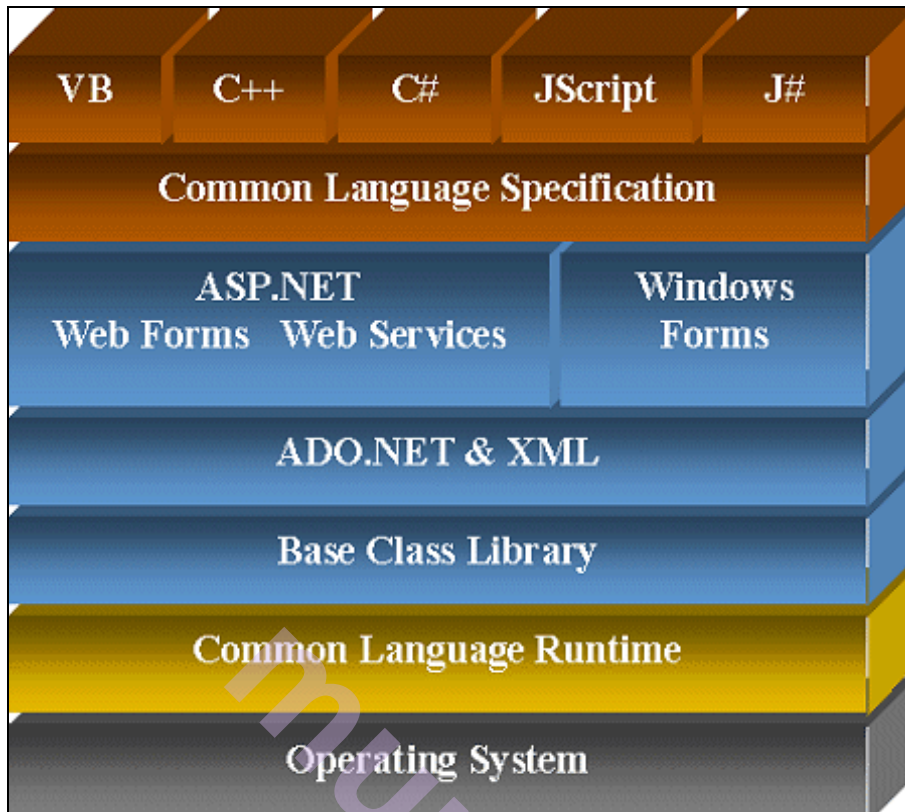 VB C++ C# JScript J#
Common Language Specification
ASP.NET
Web Forms Web Services
Windows
Forms
ADO.NET & XML
Base Class Library
Common Language Runtime
Operating System